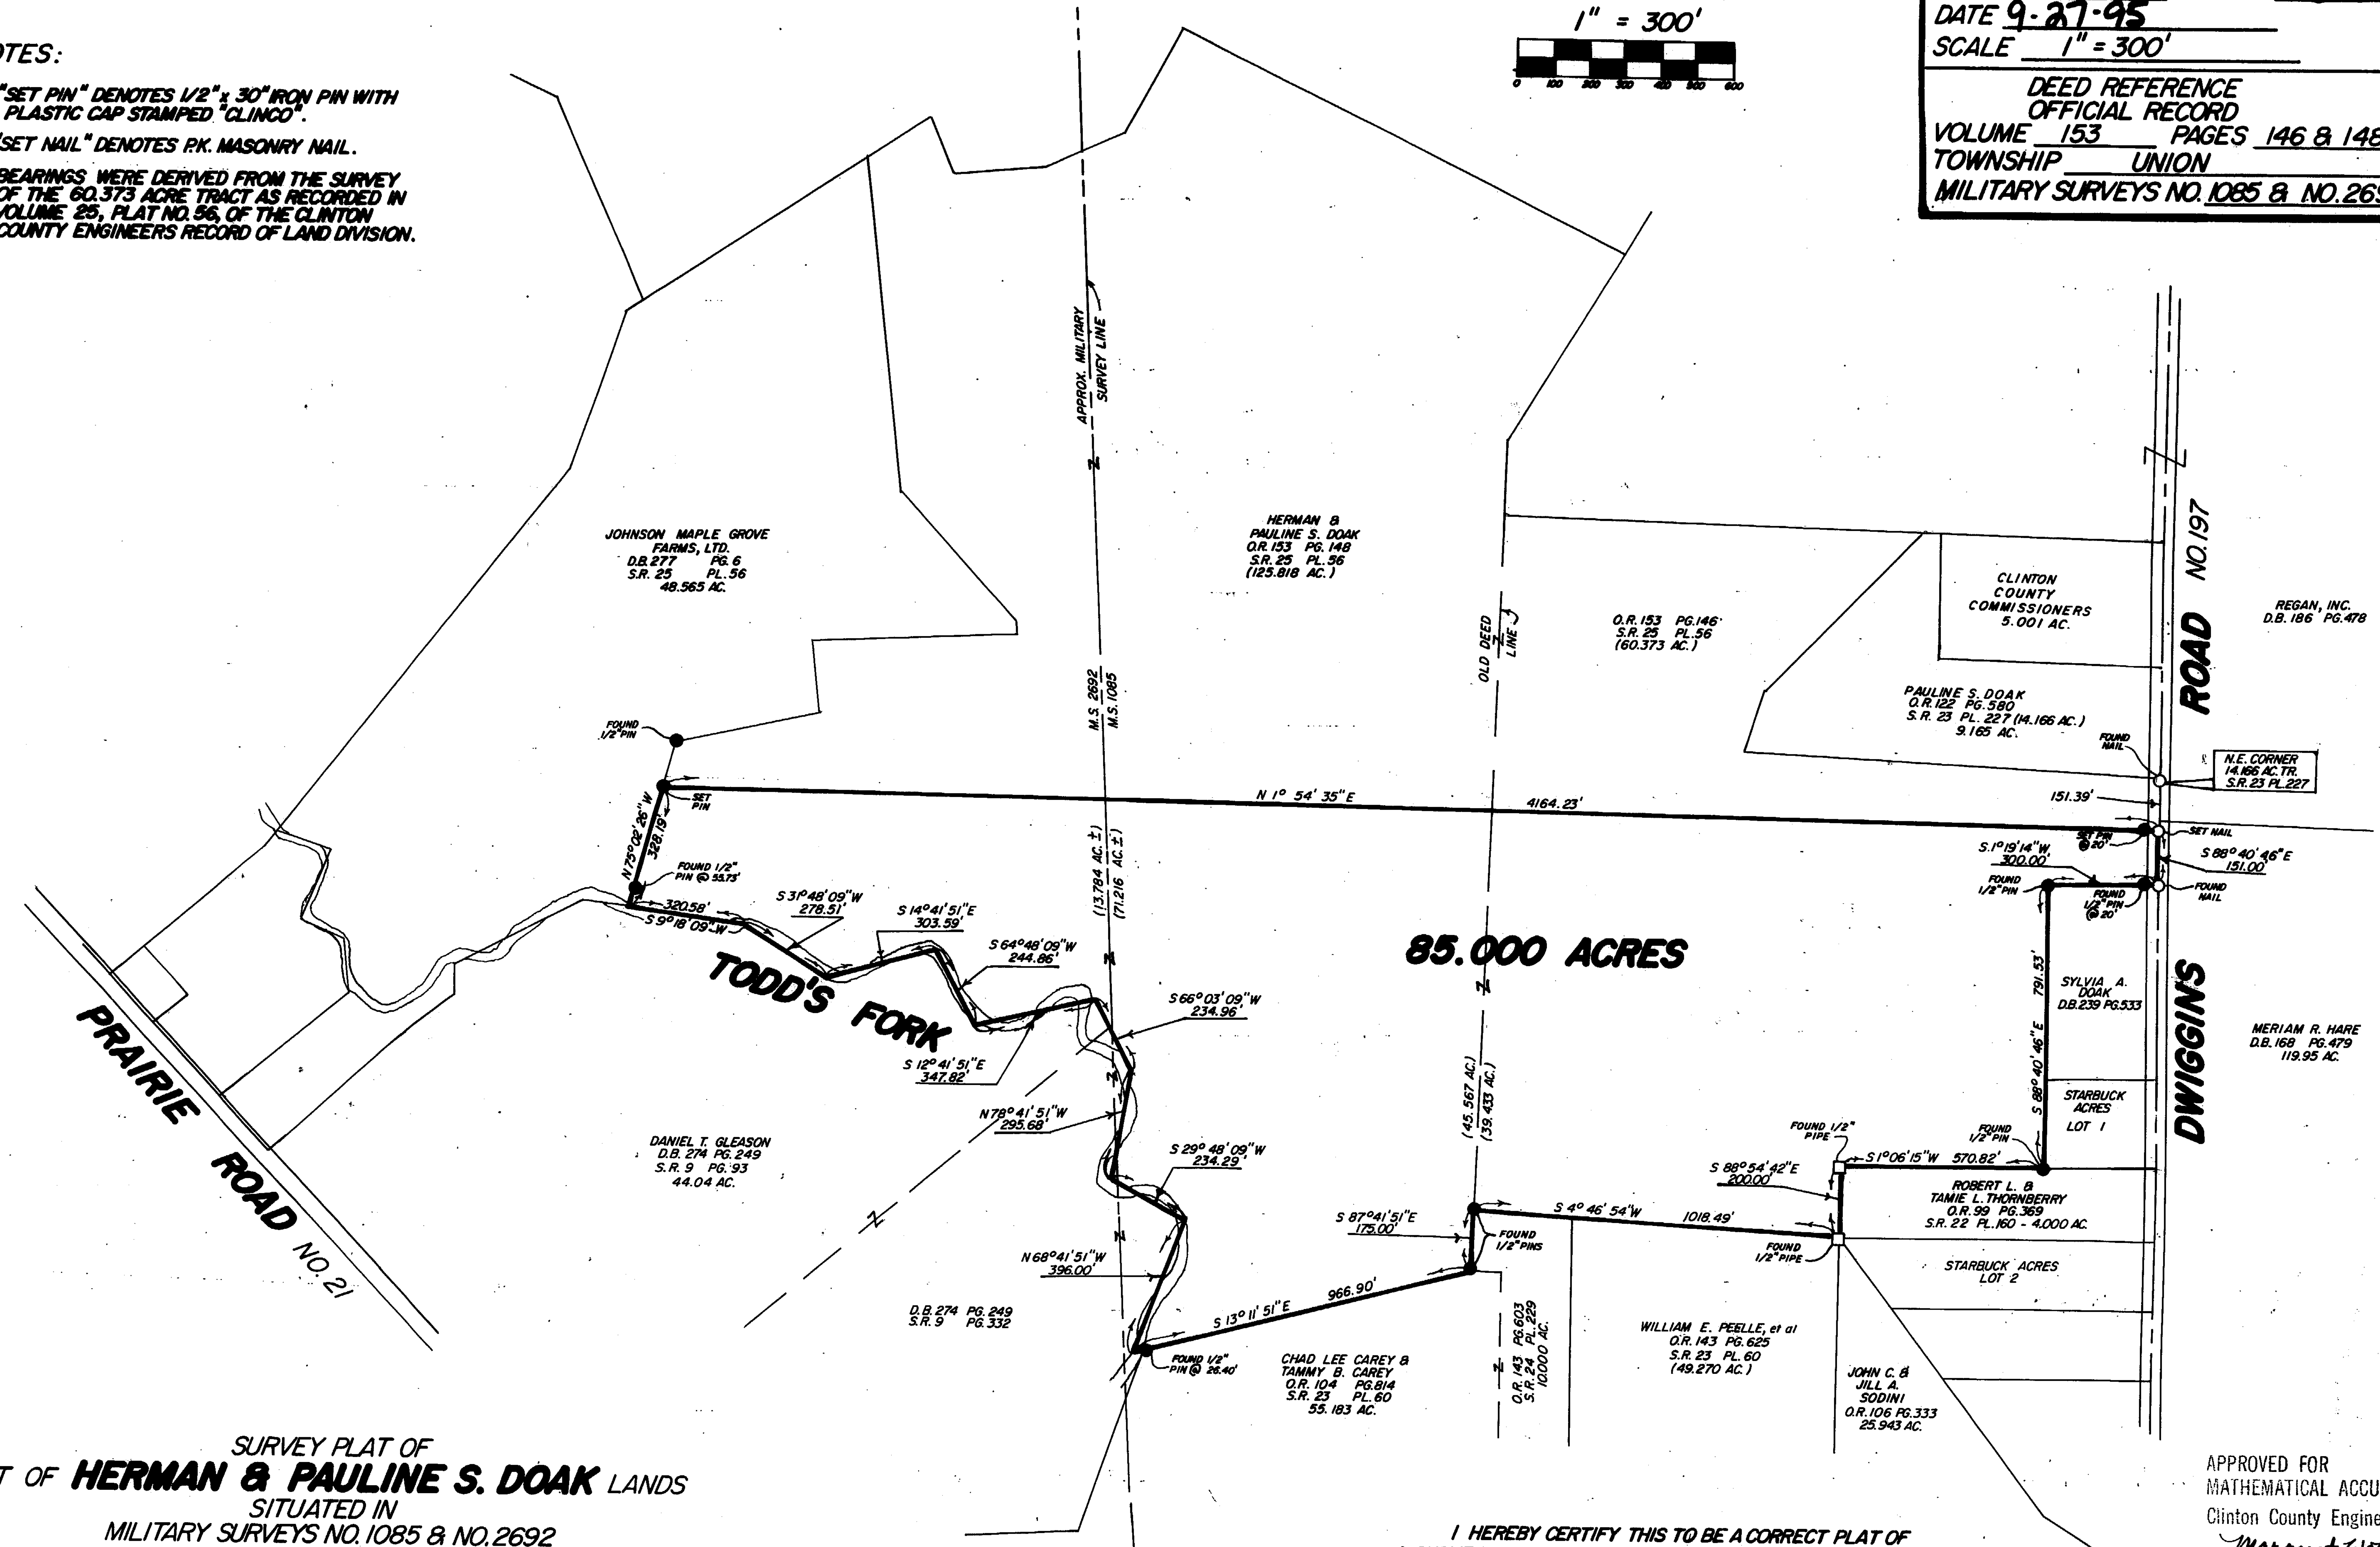 OTES:
"SET PIN" DENOTES 1/2" x 30" IRON PIN WITH
PLASTIC CAP STAMPED "CLINCO".
"SET NAIL" DENOTES P.K. MASONRY NAIL.
BEARINGS WERE DERIVED FROM THE SURVEY
OF THE 60.373 ACRE TRACT AS RECORDED IN
VOLUME 25, PLAT NO. 56, OF THE CLINTON
COUNTY ENGINEERS RECORD OF LAND DIVISION.
1" = 300'
0 100 200 300 400 500 600
DATE 9-27-95
SCALE 1" = 300'
DEED REFERENCE
OFFICIAL RECORD
VOLUME 153 PAGES 146 & 148
TOWNSHIP UNION
MILITARY SURVEYS NO. 1085 & NO. 269
APPROX. MILITARY
SURVEY LINE
JOHNSON MAPLE GROVE
FARMS, LTD.
D.B. 277 PG. 6
S.R. 25 PL. 56
48.565 AC.
HERMAN &
PAULINE S. DOAK
O.R. 153 PG. 148
S.R. 25 PL. 56
(125.818 AC.)
OLD DEED
LINE
O.R. 153 PG. 146
S.R. 25 PL. 56
(60.373 AC.)
CLINTON
COUNTY
COMMISSIONERS
5.001 AC.
REGAN, INC.
D.B. 186 PG. 478
PAULINE S. DOAK
O.R. 122 PG. 580
S.R. 23 PL. 227 (14.166 AC.)
9.165 AC.
FOUND
NAIL
N.E. CORNER
14.166 AC. TR.
S.R. 23 PL. 227
DWIGGINS ROAD NO. 197
M.S. 2692
M.S. 1085
FOUND
1/2" PIN
SET
PIN
N 1° 54' 35" E
4164.23'
151.39'
SET PIN
@ 20'
SET NAIL
S 88° 40' 46" E
151.00'
S. 1° 19' 14" W
300.00'
FOUND
1/2" PIN
FOUND
1/2" PIN
@ 20'
FOUND
NAIL
N 75° 02' 26" W
328.19'
FOUND 1/2"
PIN @ 55.73'
320.58'
S 9° 18' 09" W
S 31° 48' 09" W
278.51'
S 14° 41' 51" E
303.59'
S 64° 48' 09" W
244.86'
(13.784 AC. ±)
(71.216 AC. ±)
85.000 ACRES
TODD'S FORK
S 66° 03' 09" W
234.96'
S 12° 41' 51" E
347.82'
N 78° 41' 51" W
295.68'
S 29° 48' 09" W
234.29'
N 68° 41' 51" W
396.00'
FOUND 1/2"
PIN @ 26.40'
S 13° 11' 51" E
966.90'
S 87° 41' 51" E
175.00'
FOUND
1/2" PINS
(45.567 AC.)
(39.433 AC.)
S 4° 46' 54" W
1018.49'
FOUND
1/2" PIPE
S 88° 54' 42" E
200.00'
FOUND 1/2"
PIPE
S 1° 06' 15" W 570.82'
FOUND
1/2" PIN
S 88° 40' 46" E 791.53'
SYLVIA A.
DOAK
D.B. 239 PG. 533
STARBUCK
ACRES
LOT 1
MERIAM R. HARE
D.B. 168 PG. 479
119.95 AC.
ROBERT L. &
TAMIE L. THORNBERRY
O.R. 99 PG. 369
S.R. 22 PL. 160 - 4.000 AC.
STARBUCK ACRES
LOT 2
PRAIRIE ROAD NO. 21
DANIEL T. GLEASON
D.B. 274 PG. 249
S.R. 9 PG. 93
44.04 AC.
D.B. 274 PG. 249
S.R. 9 PG. 332
CHAD LEE CAREY &
TAMMY B. CAREY
O.R. 104 PG. 814
S.R. 23 PL. 60
55.183 AC.
O.R. 143 PG. 603
S.R. 24 PL. 229
10.000 AC.
WILLIAM E. PEELLE, et al
O.R. 143 PG. 625
S.R. 23 PL. 60
(49.270 AC.)
JOHN C. &
JILL A.
SODINI
O.R. 106 PG. 333
25.943 AC.
SURVEY PLAT OF
T OF HERMAN & PAULINE S. DOAK LANDS
SITUATED IN
MILITARY SURVEYS NO. 1085 & NO. 2692
I HEREBY CERTIFY THIS TO BE A CORRECT PLAT OF
APPROVED FOR
MATHEMATICAL ACCU
Clinton County Engine